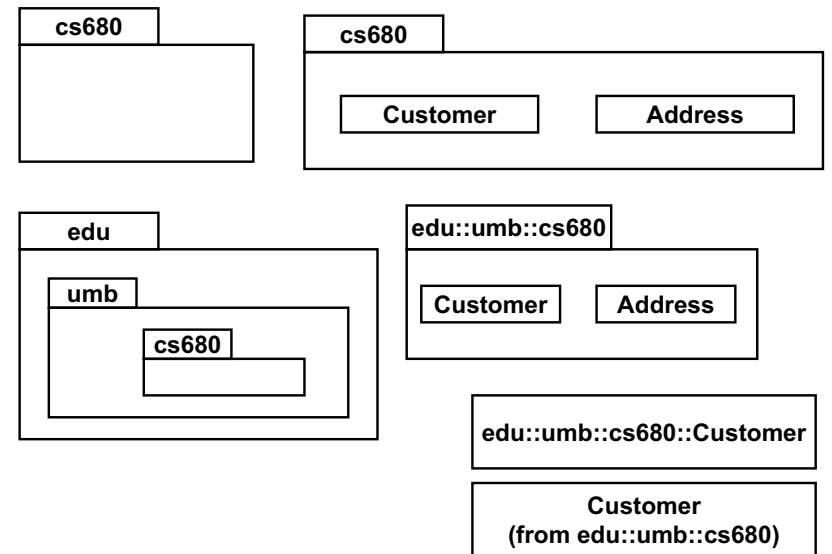 cs680
cs680
Customer
Address
edu
umb
cs680
edu::umb::cs680
Customer
Address
edu::umb::cs680::Customer
Customer
(from edu::umb::cs680)